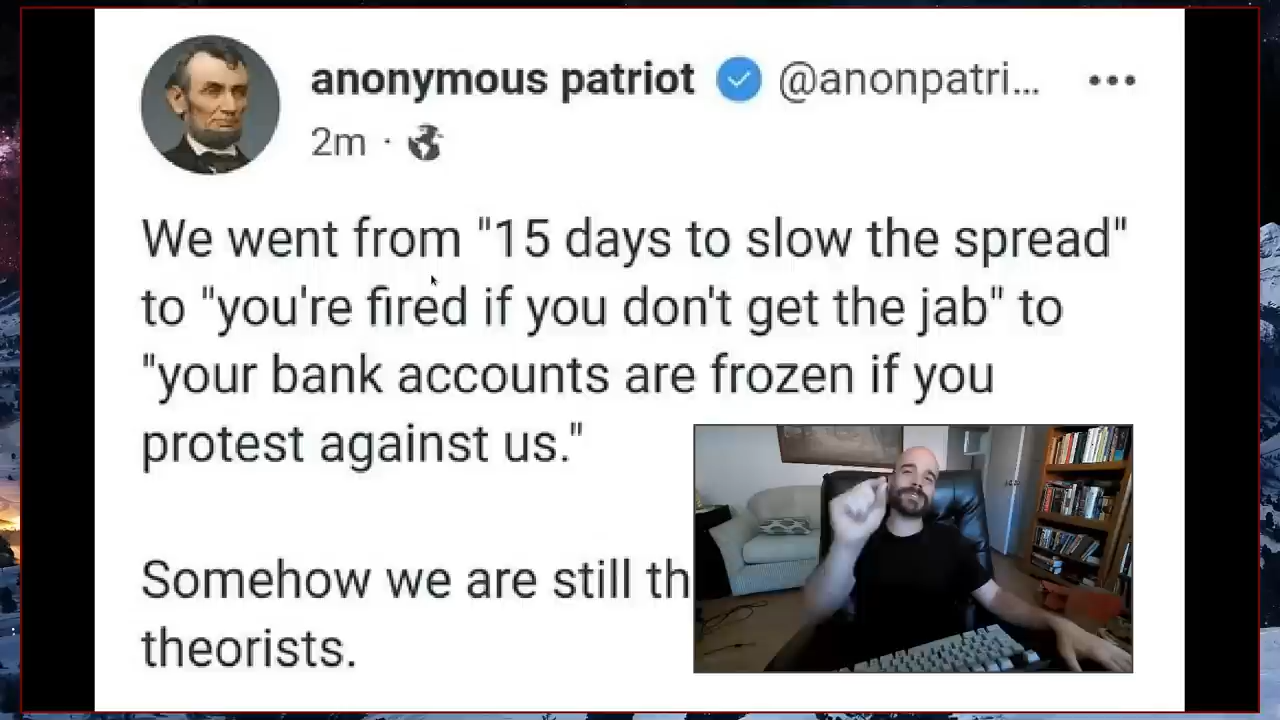 anonymous patriot @anonpatri...
2m ·
We went from "15 days to slow the spread"
to "you're fired if you don't get the jab" to
"your bank accounts are frozen if you
protest against us."
Somehow we are still
theorists.